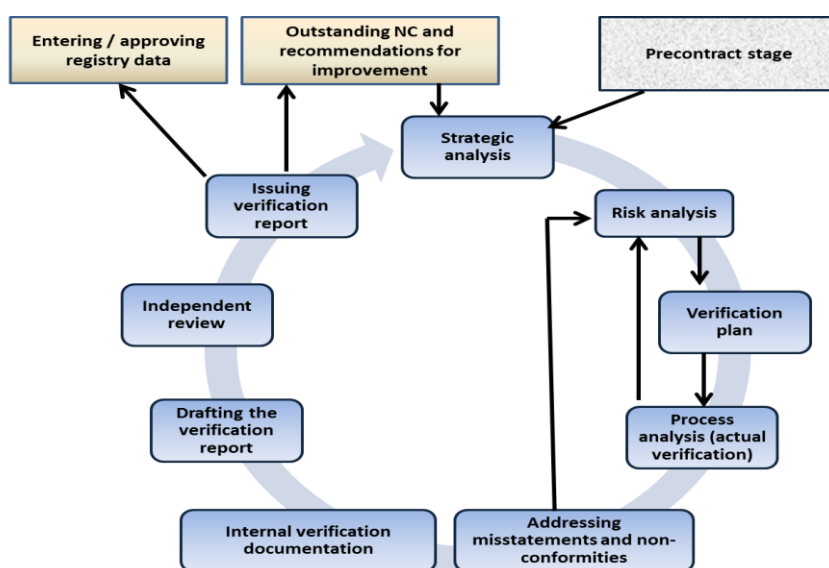 Entering / approving
registry data
Outstanding NC and
recommendations for
improvement
Precontract stage
Strategic
analysis
Issuing
verification
report
Risk analysis
Independent
review
Verification
plan
Drafting the
verification
report
Process
analysis (actual
verification)
Internal verification
documentation
Addressing
misstatements and non-
conformities